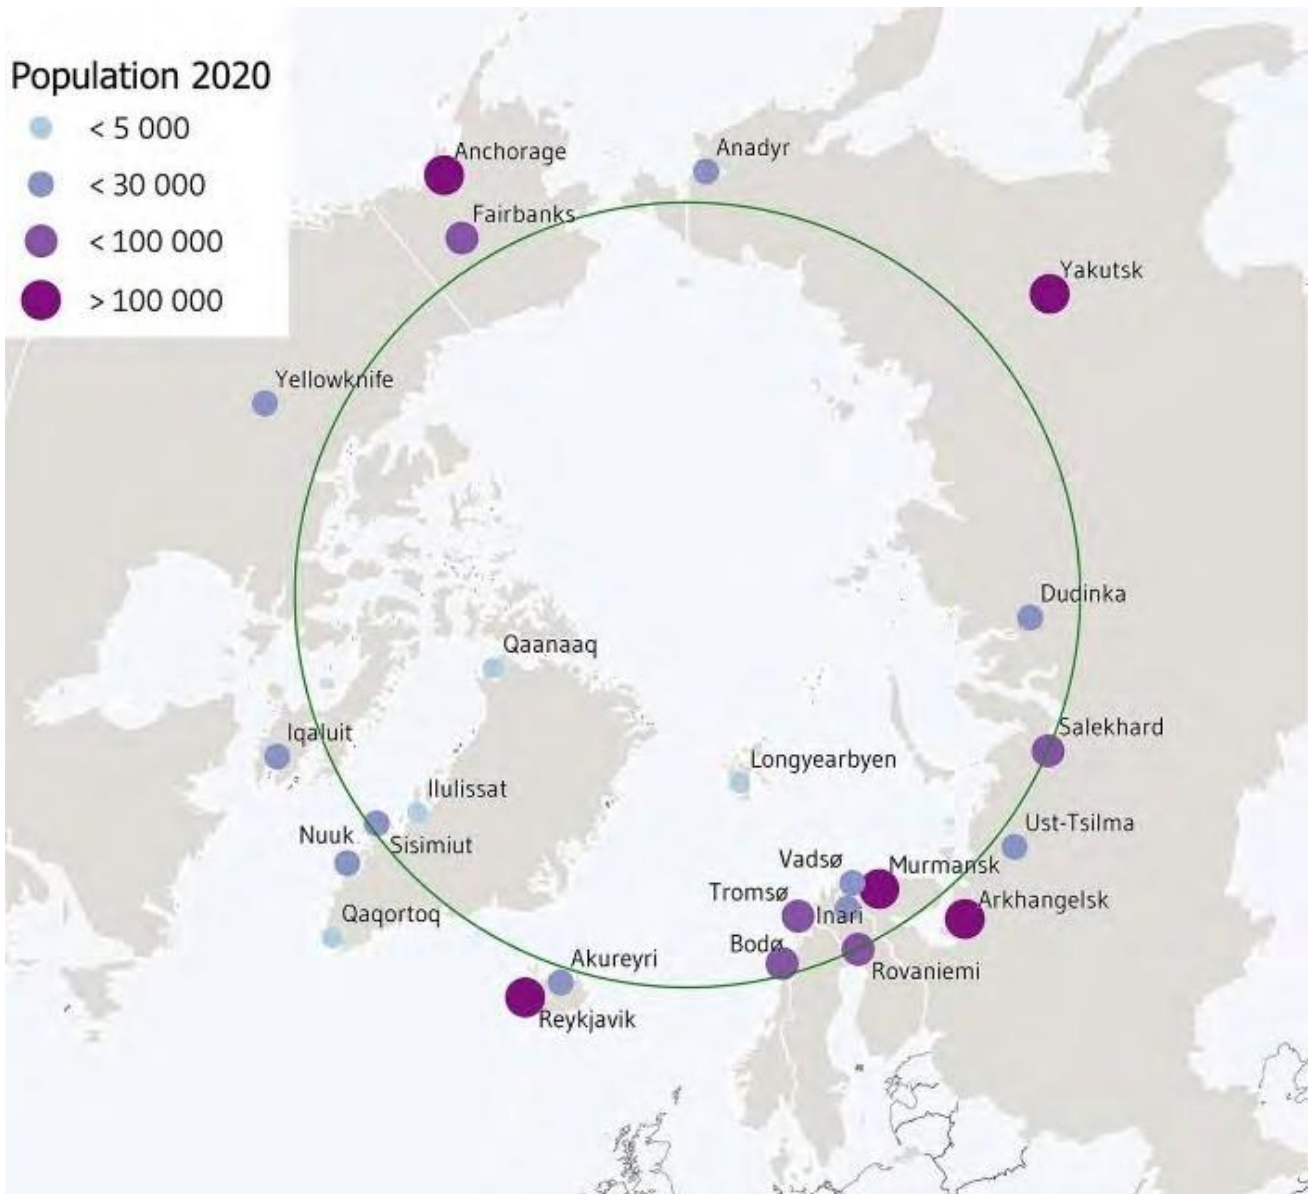 Population 2020
< 5 000
< 30 000
< 100 000
> 100 000
Anchorage
Anadyr
Fairbanks
Yakutsk
Yellowknife
Dudinka
Qaanaaq
Salekhard
Iqaluit
Longyearbyen
Ilulissat
Ust-Tsilma
Nuuk
Sisimiut
Vadsø
Murmansk
Tromsø
Inari
Arkhangelsk
Qaqortoq
Bodø
Akureyri
Rovaniemi
Reykjavik